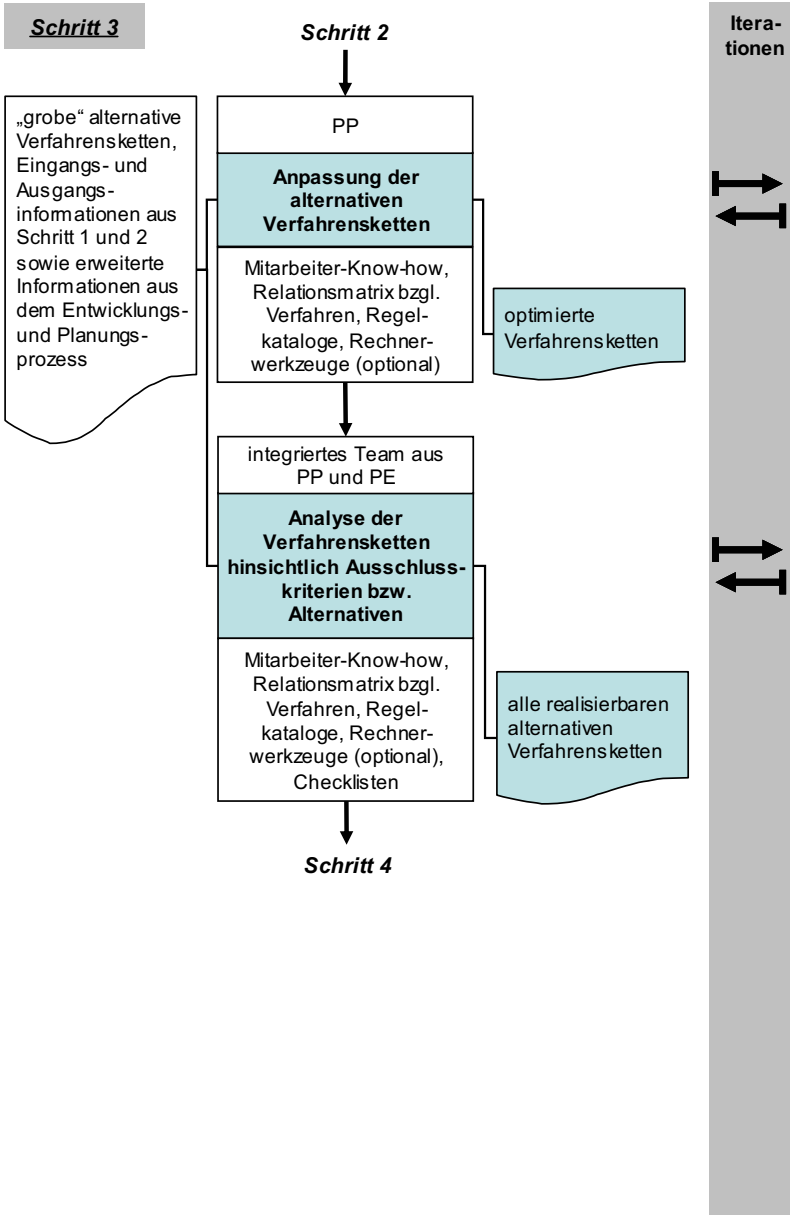 Schritt 3
Schritt 2
Itera-
tionen
„grobe“ alternative
Verfahrensketten,
Eingangs- und
Ausgangs-
informationen aus
Schritt 1 und 2
sowie erweiterte
Informationen aus
dem Entwicklungs-
und Planungs-
prozess
PP
Anpassung der
alternativen
Verfahrensketten
Mitarbeiter-Know-how,
Relationsmatrix bzgl.
Verfahren, Regel-
kataloge, Rechner-
werkzeuge (optional)
optimierte
Verfahrensketten
integriertes Team aus
PP und PE
Analyse der
Verfahrensketten
hinsichtlich Ausschluss-
kriterien bzw.
Alternativen
Mitarbeiter-Know-how,
Relationsmatrix bzgl.
Verfahren, Regel-
kataloge, Rechner-
werkzeuge (optional),
Checklisten
alle realisierbaren
alternativen
Verfahrensketten
Schritt 4